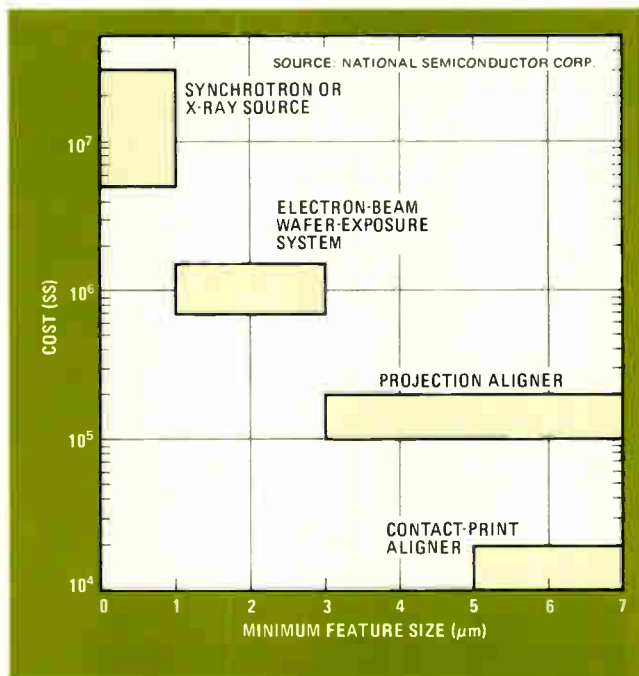 SOURCE: NATIONAL SEMICONDUCTOR CORP.
SYNCHROTRON OR
X-RAY SOURCE
10⁷
ELECTRON-BEAM
WAFER-EXPOSURE
SYSTEM
10⁶
COST ($$)
PROJECTION ALIGNER
10⁵
CONTACT-PRINT
ALIGNER
10⁴
0 1 2 3 4 5 6 7
MINIMUM FEATURE SIZE (μm)